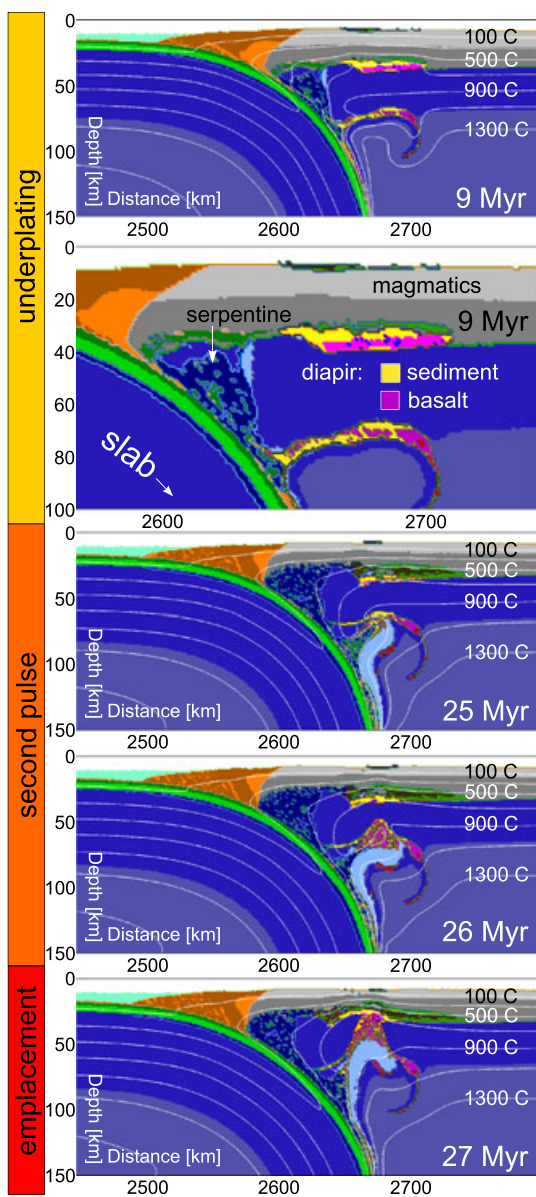 underplating
0
50
100
150
Depth [km]
Distance [km]
100 C
500 C
900 C
1300 C
9 Myr
2500
2600
2700
0
20
40
60
80
100
magmatics
9 Myr
serpentine
diapir:
sediment
basalt
slab
2600
2700
second pulse
0
50
100
150
Depth [km]
Distance [km]
100 C
500 C
900 C
1300 C
25 Myr
2500
2600
2700
0
50
100
150
Depth [km]
Distance [km]
100 C
500 C
900 C
1300 C
26 Myr
2500
2600
2700
emplacement
0
50
100
150
Depth [km]
Distance [km]
100 C
500 C
900 C
1300 C
27 Myr
2500
2600
2700